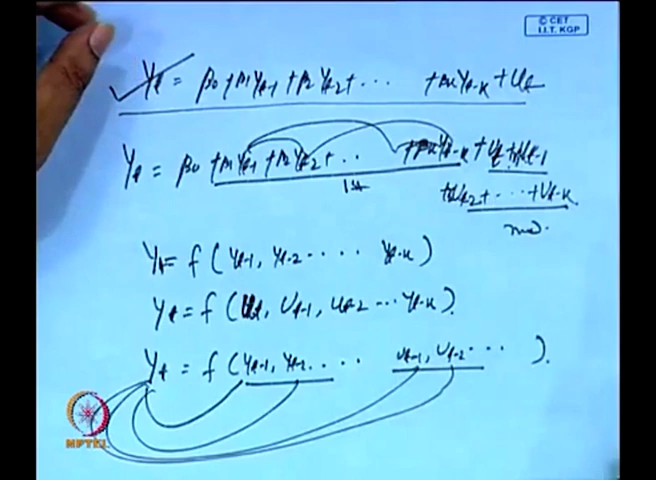 © CET
I.I.T. KGP
Yt = β0 + β1Yt-1 + β2Yt-2 + ... + βkYt-k + Ut
Yt = β0 + β1Yt-1 + β2Yt-2 + ... + βkYt-k + Ut + Ut-1
+ Ut-2 + ... + Ut-k
Yt = f (Yt-1, Yt-2 .... Yt-k)
Yt = f (Ut, Ut-1, Ut-2 ... Yt-k).
Yt = f (Yt-1, Yt-2 .... Ut-1, Ut-2 ... ).
NPTEL